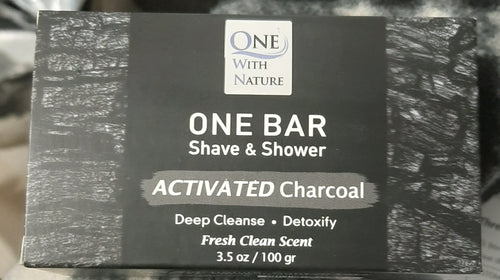 ONE
WITH
NATURE
ONE BAR
Shave & Shower
ACTIVATED Charcoal
Deep Cleanse • Detoxify
Fresh Clean Scent
3.5 oz / 100 gr